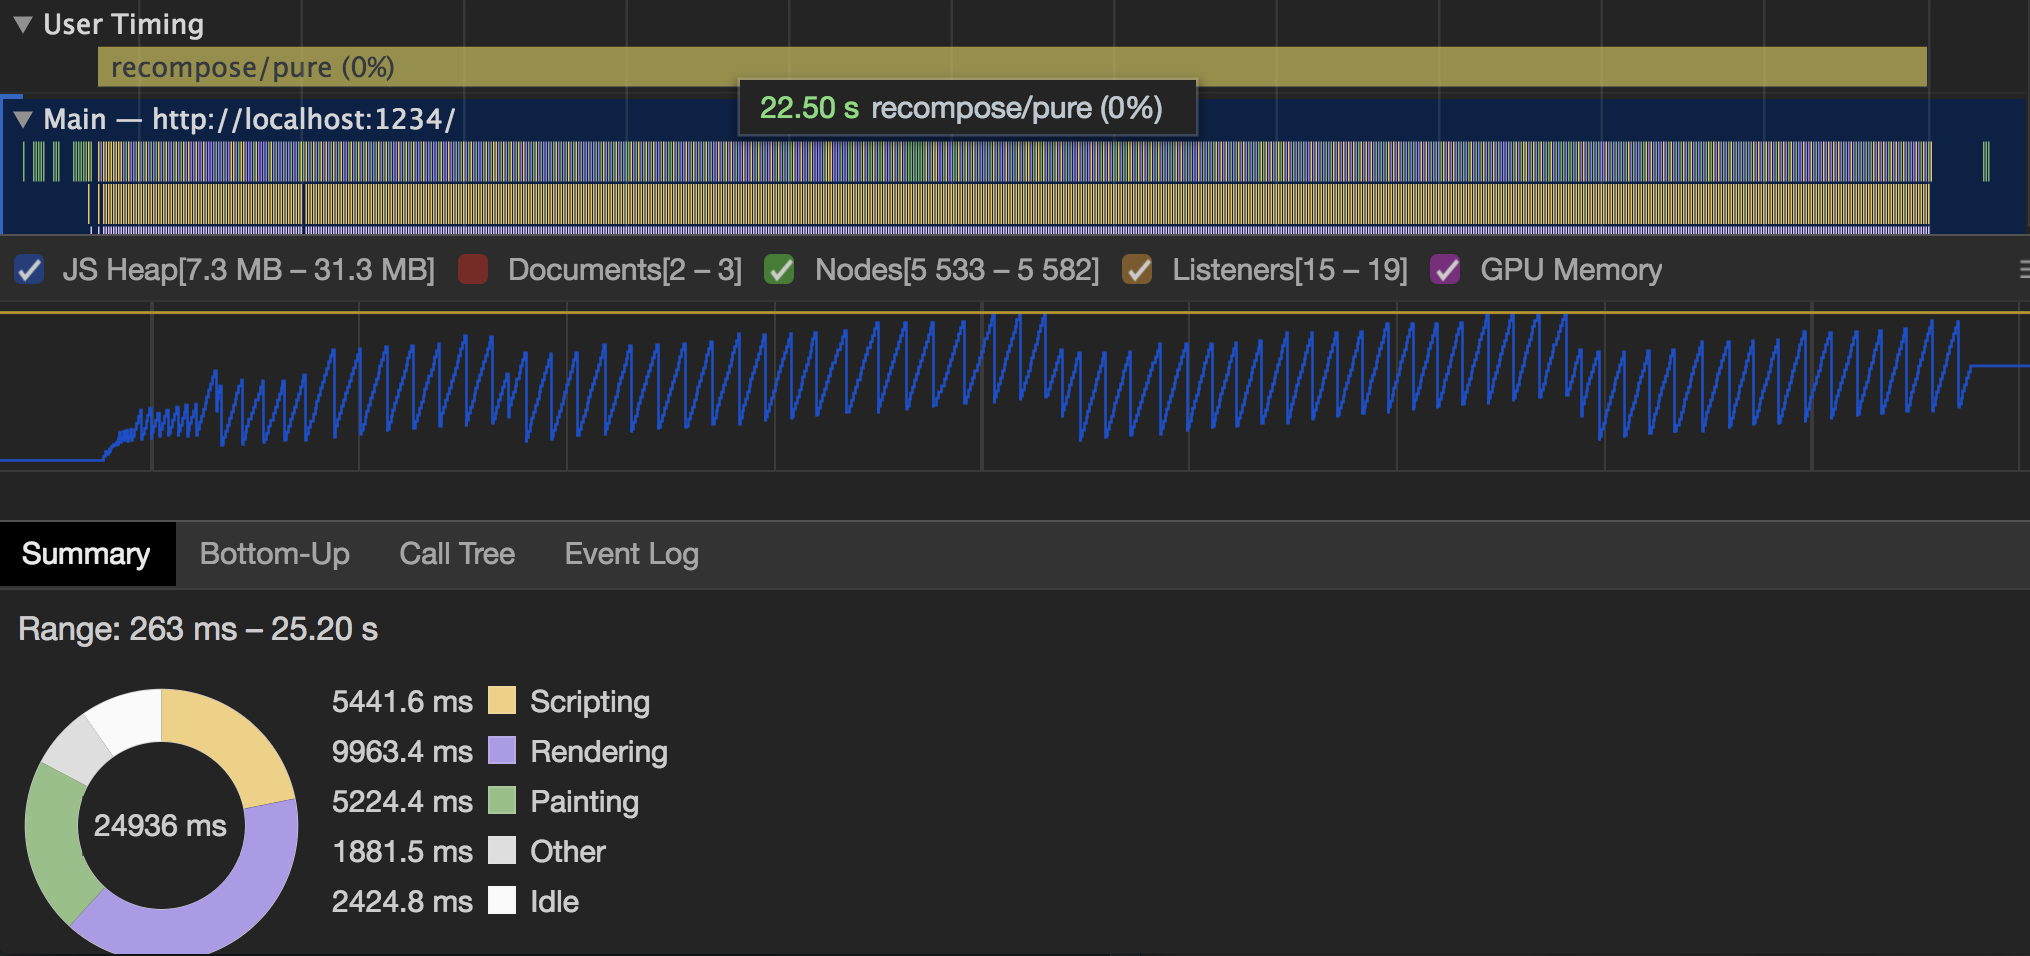 User Timing
recompose/pure (0%)
22.50 s recompose/pure (0%)
Main — http://localhost:1234/
JS Heap[7.3 MB – 31.3 MB] Documents[2 – 3] Nodes[5 533 – 5 582] Listeners[15 – 19] GPU Memory
Summary Bottom-Up Call Tree Event Log
Range: 263 ms – 25.20 s
24936 ms
5441.6 ms Scripting
9963.4 ms Rendering
5224.4 ms Painting
1881.5 ms Other
2424.8 ms Idle